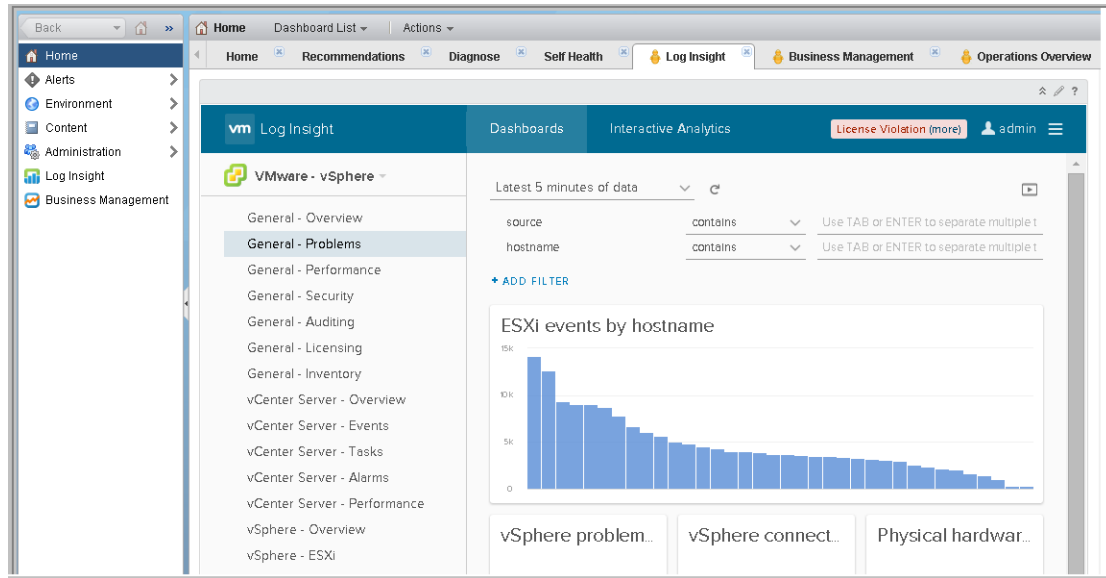 Back
Home Dashboard List Actions
Home
Alerts
Environment
Content
Administration
Log Insight
Business Management
Home Recommendations Diagnose Self Health Log Insight Business Management Operations Overview
?
vm Log Insight Dashboards Interactive Analytics License Violation (more) admin
VMware - vSphere
General - Overview
General - Problems
General - Performance
General - Security
General - Auditing
General - Licensing
General - Inventory
vCenter Server - Overview
vCenter Server - Events
vCenter Server - Tasks
vCenter Server - Alarms
vCenter Server - Performance
vSphere - Overview
vSphere - ESXi
Latest 5 minutes of data
source contains Use TAB or ENTER to separate multiple t
hostname contains Use TAB or ENTER to separate multiple t
+ ADD FILTER
ESXi events by hostname
15k
10k
5k
0
vSphere problem... vSphere connect... Physical hardwar...